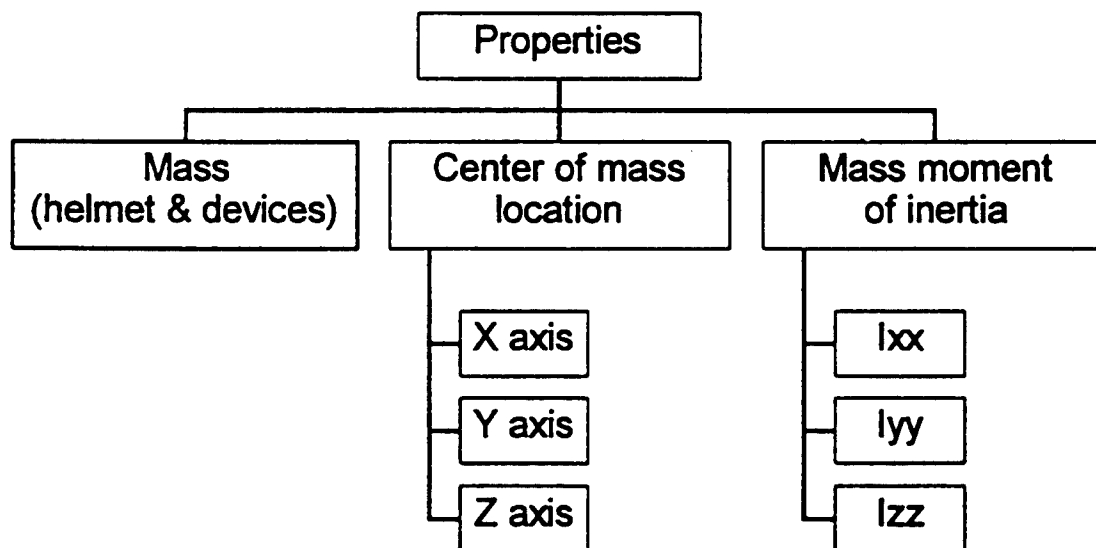 Properties
Mass
(helmet & devices)
Center of mass
location
X axis
Y axis
Z axis
Mass moment
of inertia
Ixx
Iyy
Izz